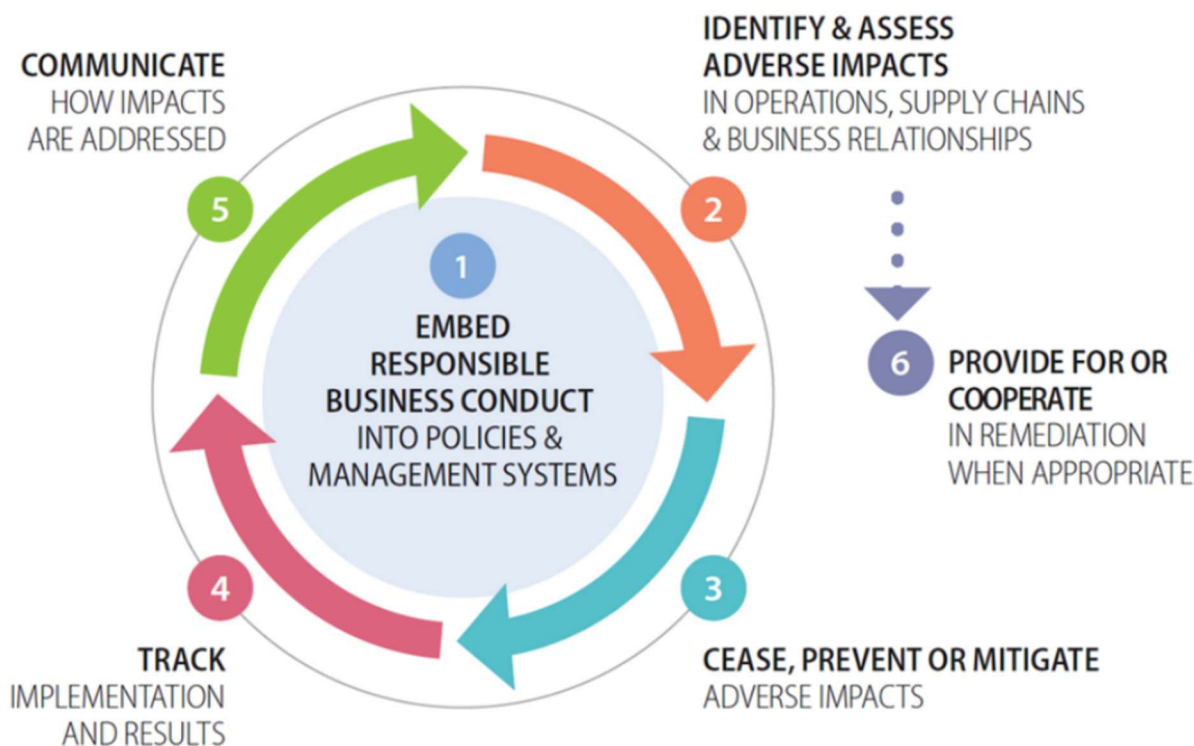 COMMUNICATE
HOW IMPACTS
ARE ADDRESSED
5
IDENTIFY & ASSESS
ADVERSE IMPACTS
IN OPERATIONS, SUPPLY CHAINS
& BUSINESS RELATIONSHIPS
2
1
EMBED
RESPONSIBLE
BUSINESS CONDUCT
INTO POLICIES &
MANAGEMENT SYSTEMS
6
PROVIDE FOR OR
COOPERATE
IN REMEDIATION
WHEN APPROPRIATE
4
TRACK
IMPLEMENTATION
AND RESULTS
3
CEASE, PREVENT OR MITIGATE
ADVERSE IMPACTS